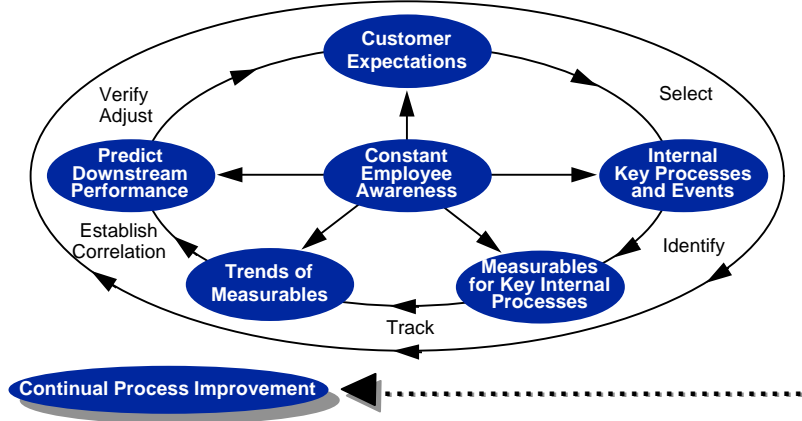 Customer
Expectations
Verify
Adjust
Select
Predict
Downstream
Performance
Constant
Employee
Awareness
Internal
Key Processes
and Events
Establish
Correlation
Identify
Trends of
Measurables
Measurables
for Key Internal
Processes
Track
Continual Process Improvement